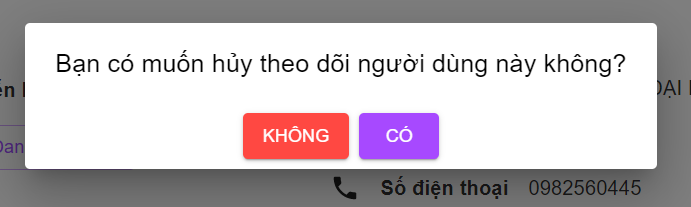 Bạn có muốn hủy theo dõi người dùng này không?
KHÔNG CÓ
Số điện thoại 0982560445